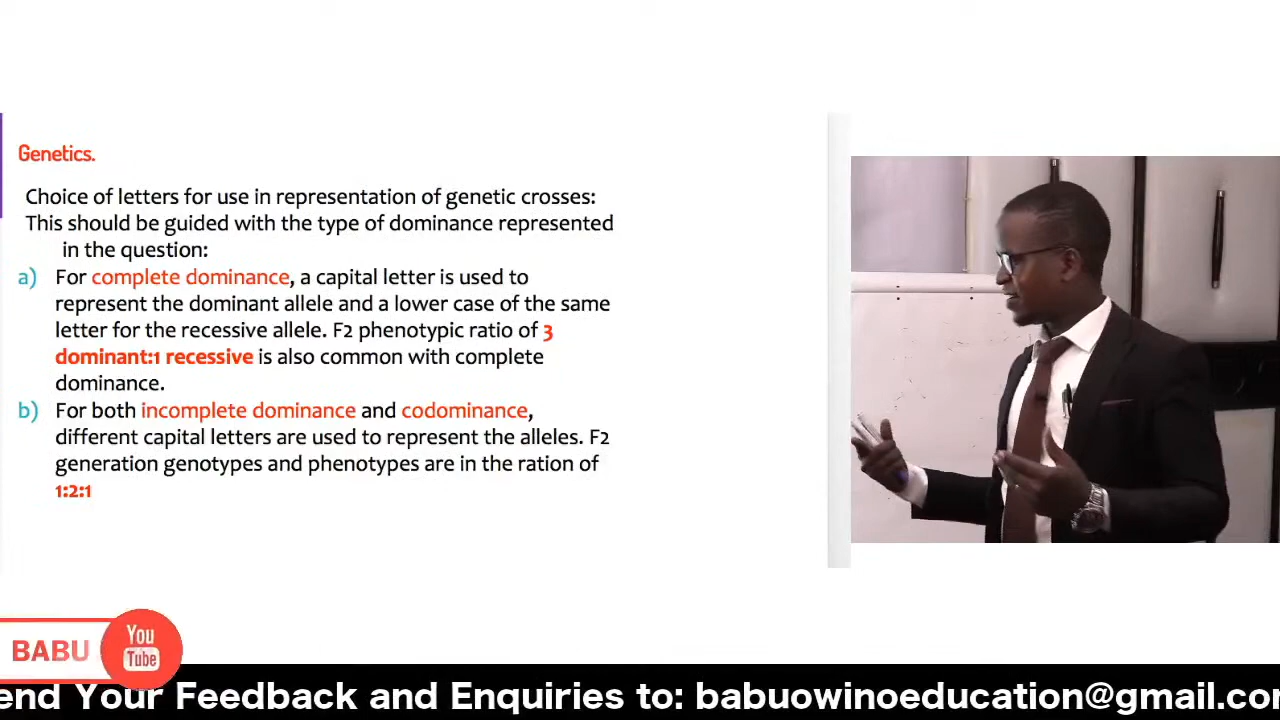 Genetics.
Choice of letters for use in representation of genetic crosses:
This should be guided with the type of dominance represented
in the question:
a) For complete dominance, a capital letter is used to
represent the dominant allele and a lower case of the same
letter for the recessive allele. F2 phenotypic ratio of 3
dominant:1 recessive is also common with complete
dominance.
b) For both incomplete dominance and codominance,
different capital letters are used to represent the alleles. F2
generation genotypes and phenotypes are in the ration of
1:2:1
BABU
You
Tube
end Your Feedback and Enquiries to: babuowinoeducation@gmail.co